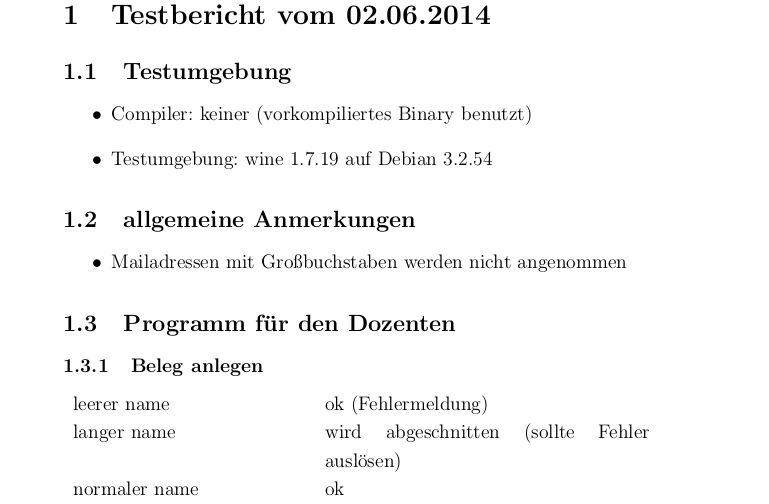 1 Testbericht vom 02.06.2014
1.1 Testumgebung
• Compiler: keiner (vorkompiliertes Binary benutzt)
• Testumgebung: wine 1.7.19 auf Debian 3.2.54
1.2 allgemeine Anmerkungen
• Mailadressen mit Großbuchstaben werden nicht angenommen
1.3 Programm für den Dozenten
1.3.1 Beleg anlegen
leerer name ok (Fehlermeldung)
langer name wird abgeschnitten (sollte Fehler
auslösen)
normaler name ok